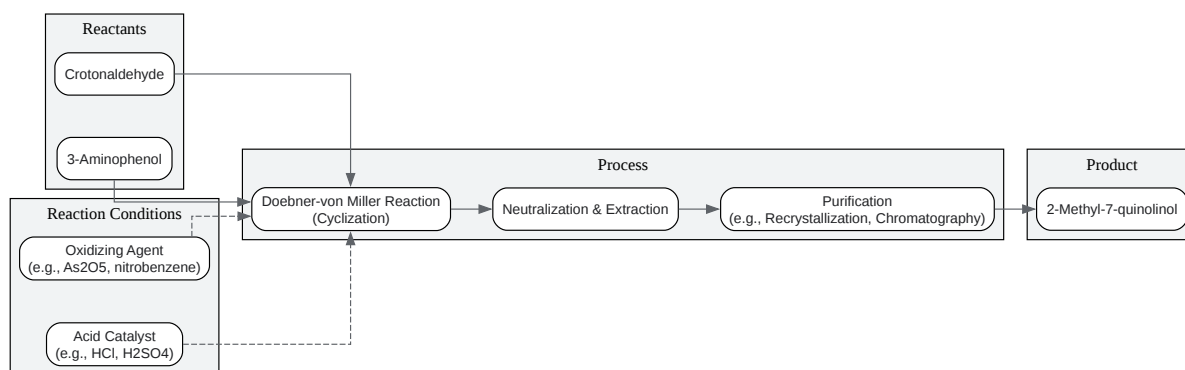 Reactants
Crotonaldehyde
3-Aminophenol
Reaction Conditions
Oxidizing Agent
(e.g., As2O5, nitrobenzene)
Acid Catalyst
(e.g., HCl, H2SO4)
Process
Doebner-von Miller Reaction
(Cyclization)
Neutralization & Extraction
Purification
(e.g., Recrystallization, Chromatography)
Product
2-Methyl-7-quinolinol